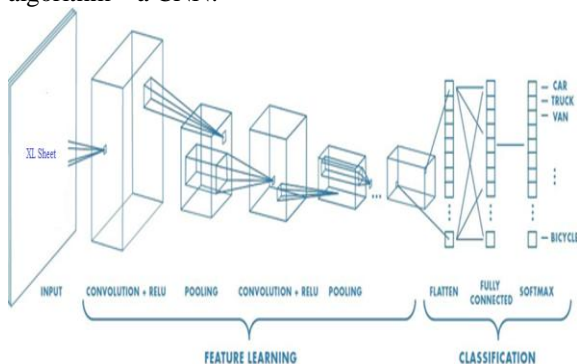 algorithm – a CNN.
XL Sheet
CAR
TRUCK
VAN
BICYCLE
INPUT CONVOLUTION + RELU POOLING CONVOLUTION + RELU POOLING FLATTEN FULLY CONNECTED SOFTMAX
FEATURE LEARNING CLASSIFICATION